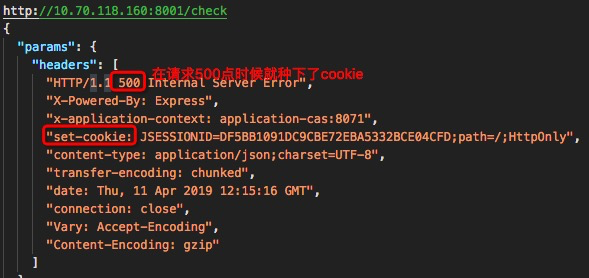 http://10.70.118.160:8001/check
{
"params": {
"headers": [
"HTTP/1.1 500 Internal Server Error",
在请求500点时候就种下了cookie
"X-Powered-By: Express",
"x-application-context: application-cas:8071",
"set-cookie: JSESSIONID=DF5BB1091DC9CBE72EBA5332BCE04CFD;path=/;HttpOnly",
"content-type: application/json;charset=UTF-8",
"transfer-encoding: chunked",
"date: Thu, 11 Apr 2019 12:15:16 GMT",
"connection: close",
"Vary: Accept-Encoding",
"Content-Encoding: gzip"
]